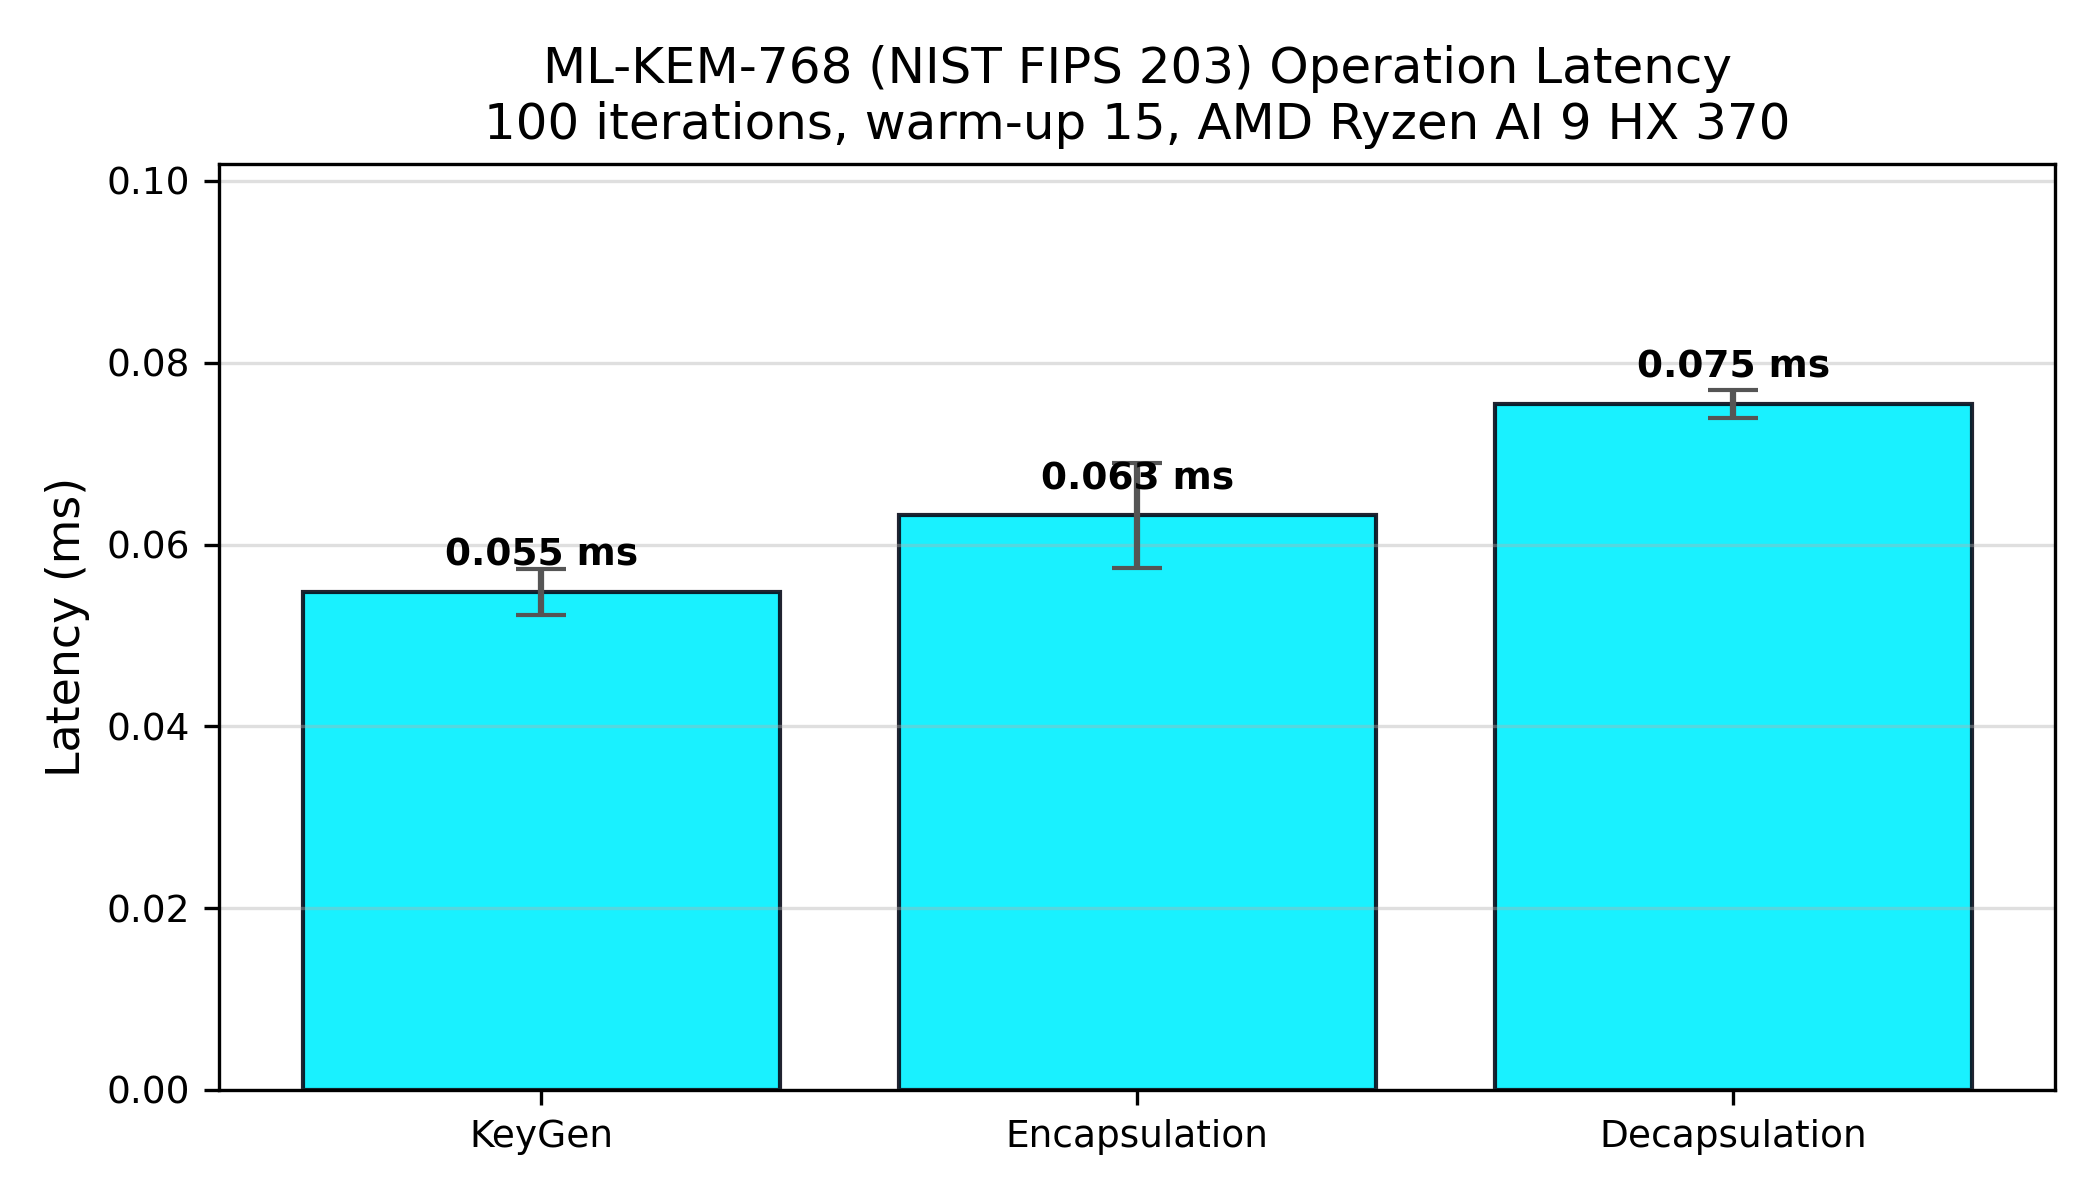 ML-KEM-768 (NIST FIPS 203) Operation Latency
100 iterations, warm-up 15, AMD Ryzen AI 9 HX 370
Latency (ms)
0.10
0.08
0.06
0.04
0.02
0.00
0.055 ms
0.063 ms
0.075 ms
KeyGen
Encapsulation
Decapsulation